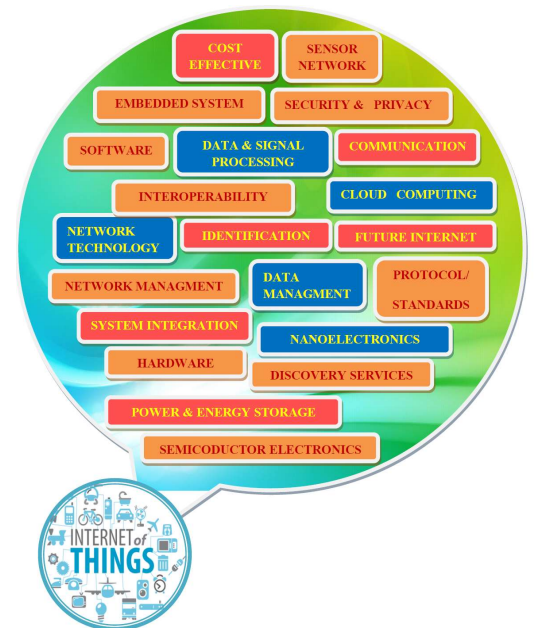 COST
EFFECTIVE
SENSOR
NETWORK
EMBEDDED SYSTEM
SECURITY & PRIVACY
SOFTWARE
DATA & SIGNAL
PROCESSING
COMMUNICATION
INTEROPERABILITY
CLOUD COMPUTING
NETWORK
TECHNOLOGY
IDENTIFICATION
FUTURE INTERNET
NETWORK MANAGMENT
DATA
MANAGMENT
PROTOCOL/
STANDARDS
SYSTEM INTEGRATION
NANOELECTRONICS
HARDWARE
DISCOVERY SERVICES
POWER & ENERGY STORAGE
SEMICODUCTOR ELECTRONICS
INTERNET of
THINGS